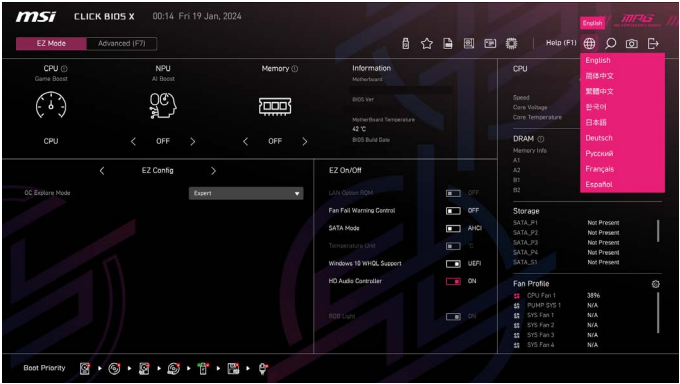 msi CLICK BIOS X 00:14 Fri 19 Jan, 2024
English
EZ Mode Advanced (F7) Help (F1)
English
简体中文
繁體中文
한국어
日本語
Deutsch
Русский
Français
Español
CPU
Game Boost
CPU
NPU
AI Boost
OFF
Memory
OFF
Information
Motherboard
BIOS Ver
Motherboard Temperature
42 °C
BIOS Build Date
CPU
Speed
Core Voltage
Core Temperature
DRAM
Memory Info
A1
A2
B1
B2
EZ Config
OC Explore Mode Expert
EZ On/Off
LAN Option ROM OFF
Fan Fail Warning Control OFF
SATA Mode AHCI
Temperature Unit °C
Windows 10 WHQL Support UEFI
HD Audio Controller ON
RGB Light ON
Storage
SATA_P1 Not Present
SATA_P2 Not Present
SATA_P3 Not Present
SATA_P4 Not Present
SATA_S1 Not Present
Fan Profile
CPU Fan 1 38%
PUMP SYS 1 N/A
SYS Fan 1 N/A
SYS Fan 2 N/A
SYS Fan 3 N/A
SYS Fan 4 N/A
Boot Priority